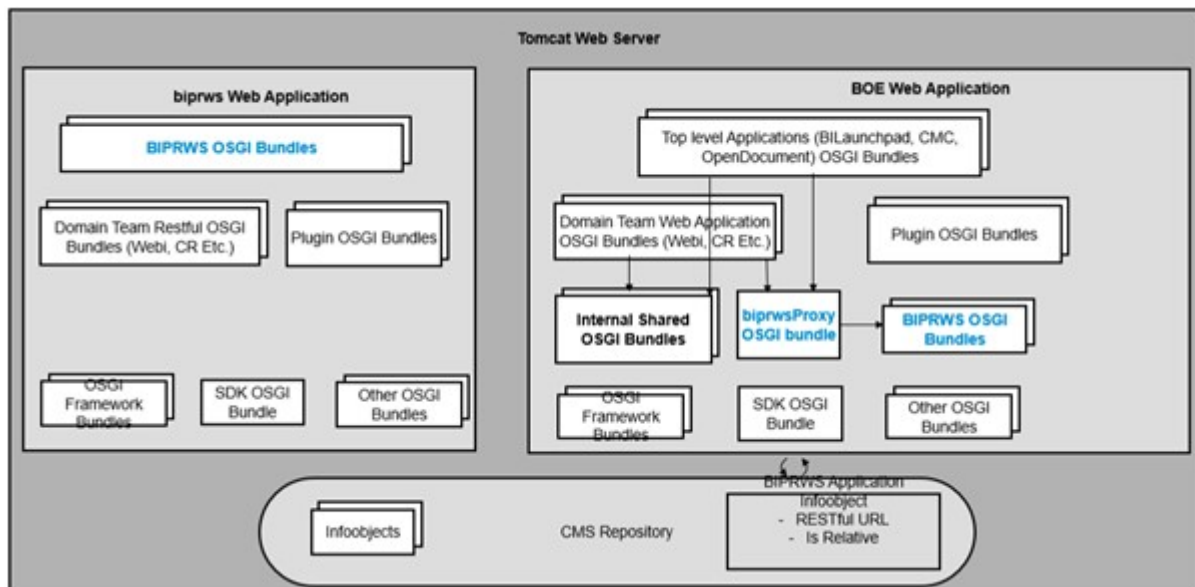 Tomcat Web Server
biprws Web Application
BIPRWS OSGI Bundles
Domain Team Restful OSGI
Bundles (Webi, CR Etc.)
Plugin OSGI Bundles
OSGI
Framework
Bundles
SDK OSGI
Bundle
Other OSGI
Bundles
BOE Web Application
Top level Applications (BILaunchpad, CMC,
OpenDocument) OSGI Bundles
Domain Team Web Application
OSGI Bundles (Webi, CR Etc.)
Plugin OSGI Bundles
Internal Shared
OSGI Bundles
biprwsProxy
OSGI bundle
BIPRWS OSGI
Bundles
OSGI
Framework
Bundles
SDK OSGI
Bundle
Other OSGI
Bundles
Infoobjects
CMS Repository
BIPRWS Application
Infoobject
- RESTful URL
- Is Relative